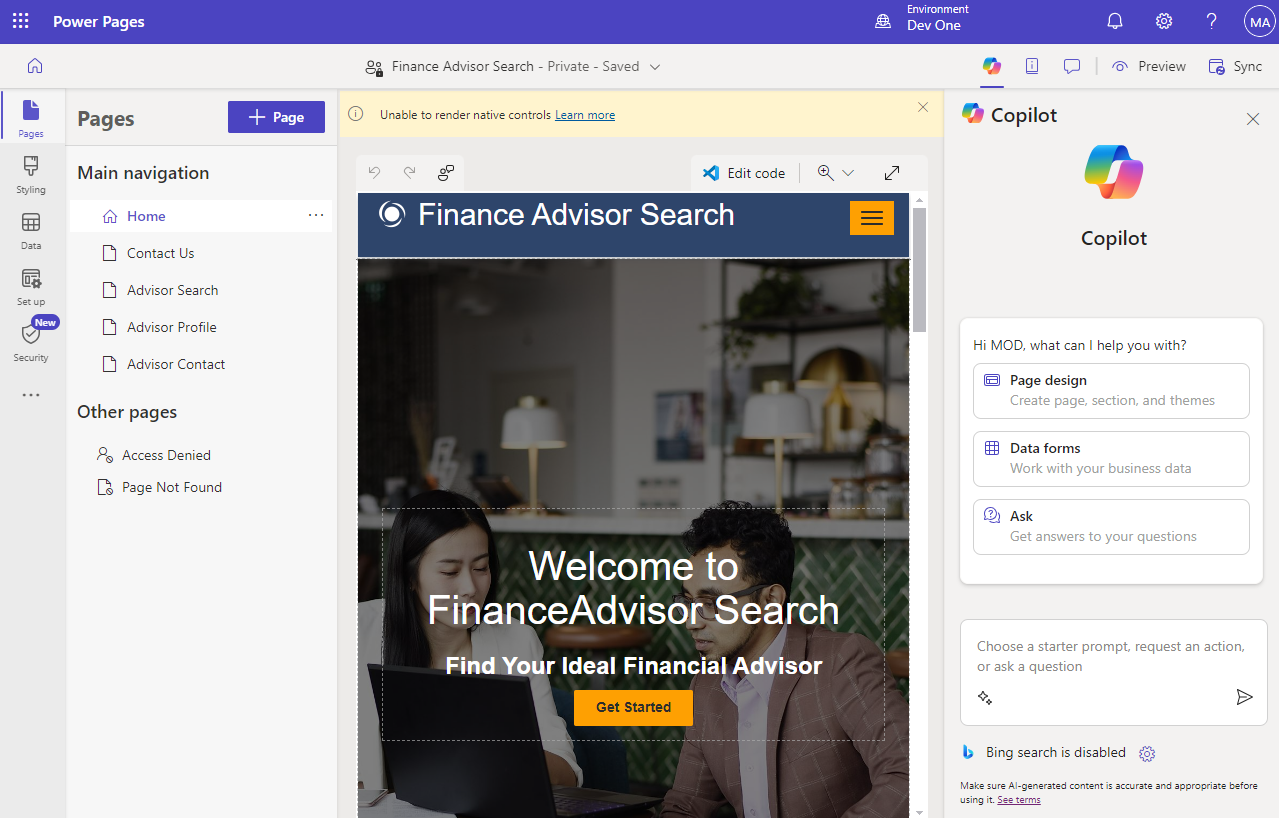 Power Pages
Environment
Dev One
MA
Finance Advisor Search - Private - Saved
Preview
Sync
Pages
Styling
Data
Set up
New
Security
Pages
Page
Main navigation
Home
Contact Us
Advisor Search
Advisor Profile
Advisor Contact
Other pages
Access Denied
Page Not Found
Unable to render native controls Learn more
Edit code
Finance Advisor Search
Welcome to
FinanceAdvisor Search
Find Your Ideal Financial Advisor
Get Started
Copilot
Copilot
Hi MOD, what can I help you with?
Page design
Create page, section, and themes
Data forms
Work with your business data
Ask
Get answers to your questions
Choose a starter prompt, request an action,
or ask a question
Bing search is disabled
Make sure AI-generated content is accurate and appropriate before
using it. See terms